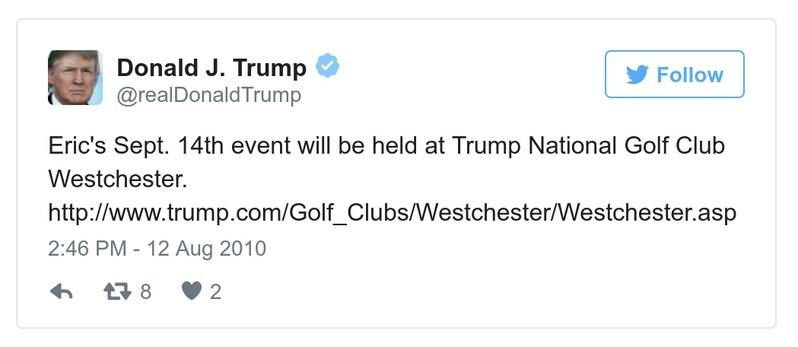 Donald J. Trump
@realDonaldTrump
Follow
Eric's Sept. 14th event will be held at Trump National Golf Club
Westchester.
http://www.trump.com/Golf_Clubs/Westchester/Westchester.asp
2:46 PM - 12 Aug 2010
8 2